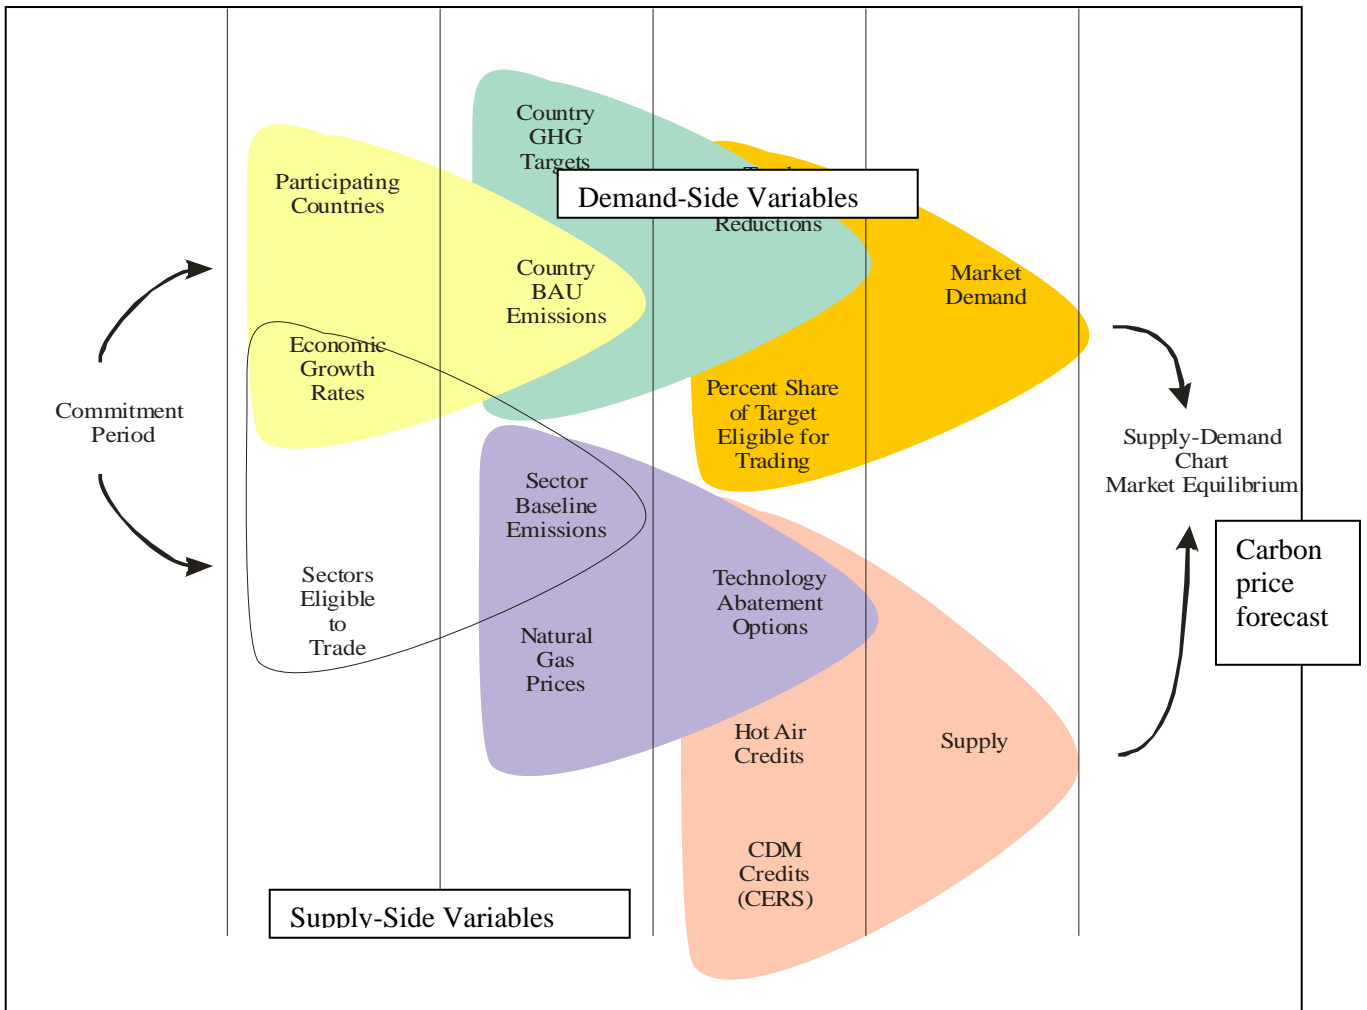 Country
GHG
Targets
Participating
Countries
Demand-Side Variables
Reductions
Country
BAU
Emissions
Market
Demand
Economic
Growth
Rates
Commitment
Period
Percent Share
of Target
Eligible for
Trading
Supply-Demand
Chart
Market Equilibrium
Sector
Baseline
Emissions
Carbon
price
forecast
Sectors
Eligible
to
Trade
Technology
Abatement
Options
Natural
Gas
Prices
Hot Air
Credits
Supply
CDM
Credits
(CERS)
Supply-Side Variables